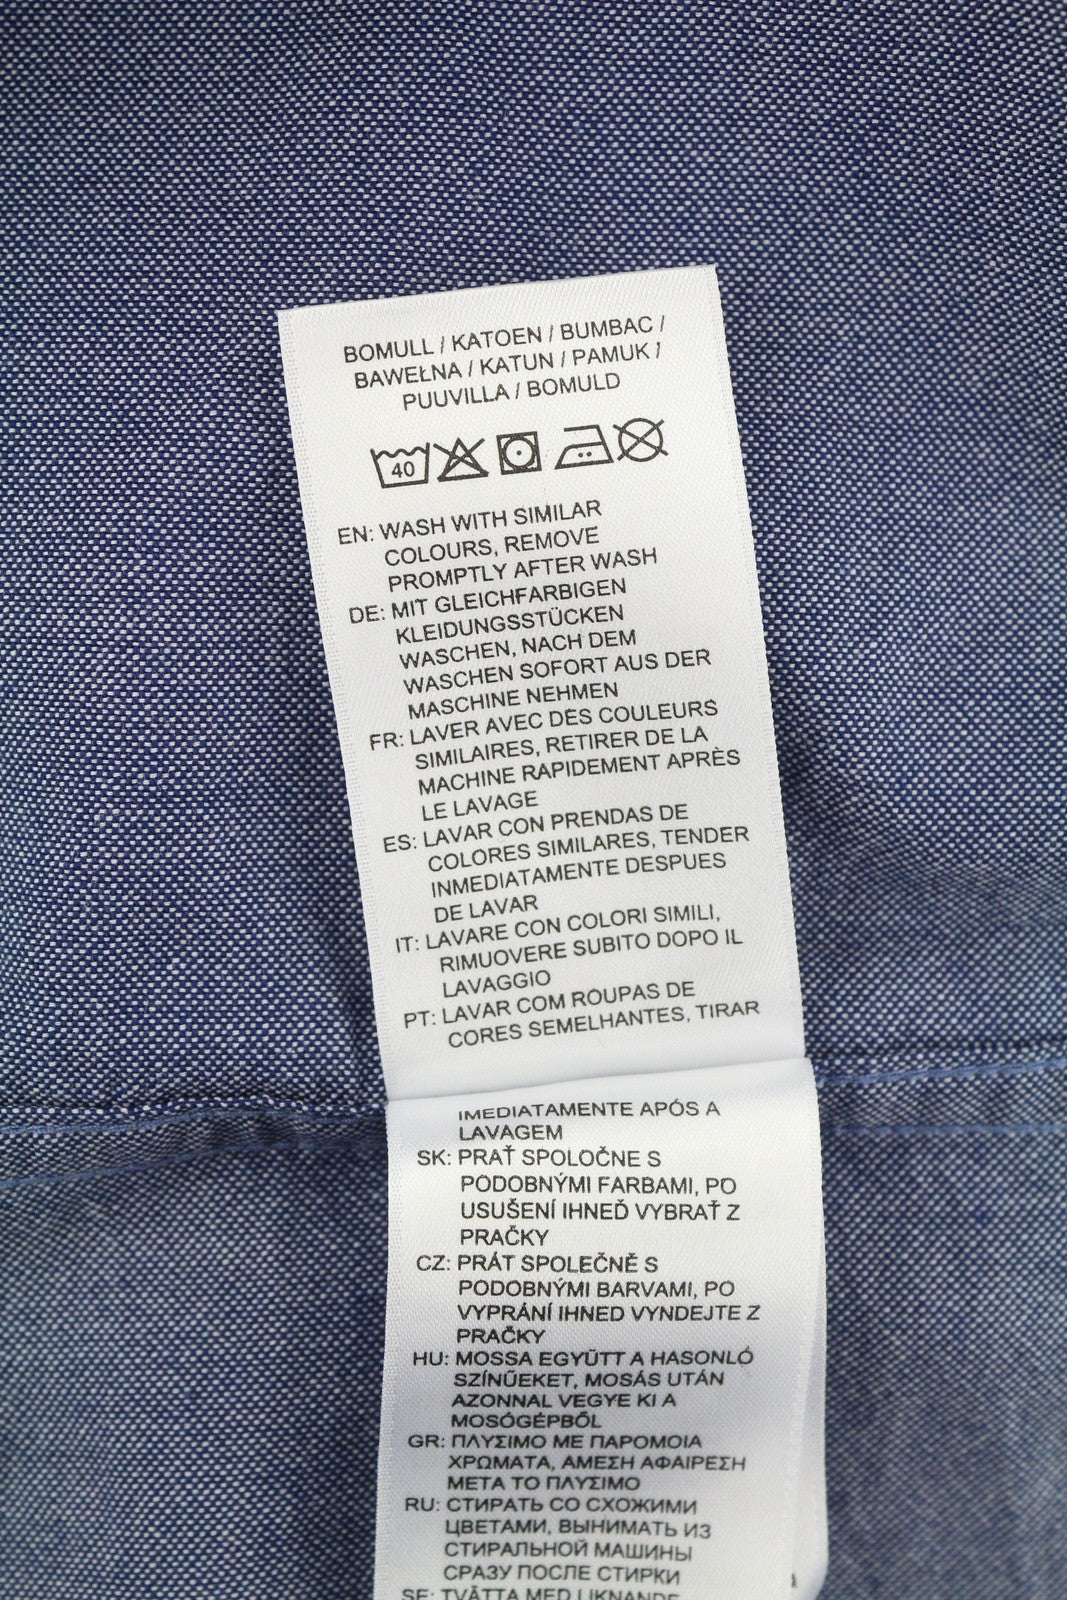 BOMULL / KATOEN / BUMBAC /
BAWEŁNA / KATUN / PAMUK /
PUUVILLA / BOMULD
40
EN: WASH WITH SIMILAR
COLOURS, REMOVE
PROMPTLY AFTER WASH
DE: MIT GLEICHFARBIGEN
KLEIDUNGSSTÜCKEN
WASCHEN, NACH DEM
WASCHEN SOFORT AUS DER
MASCHINE NEHMEN
FR: LAVER AVEC DES COULEURS
SIMILAIRES, RETIRER DE LA
MACHINE RAPIDEMENT APRÈS
LE LAVAGE
ES: LAVAR CON PRENDAS DE
COLORES SIMILARES, TENDER
INMEDIATAMENTE DESPUES
DE LAVAR
IT: LAVARE CON COLORI SIMILI,
RIMUOVERE SUBITO DOPO IL
LAVAGGIO
PT: LAVAR COM ROUPAS DE
CORES SEMELHANTES, TIRAR
IMEDIATAMENTE APÓS A
LAVAGEM
SK: PRAŤ SPOLOČNE S
PODOBNÝMI FARBAMI, PO
USUŠENÍ IHNEĎ VYBRAŤ Z
PRAČKY
CZ: PRÁT SPOLEČNĚ S
PODOBNÝMI BARVAMI, PO
VYPRÁNÍ IHNED VYNDEJTE Z
PRAČKY
HU: MOSSA EGYÜTT A HASONLÓ
SZÍNŰEKET, MOSÁS UTÁN
AZONNAL VEGYE KI A
MOSÓGÉPBŐL
GR: ΠΛΥΣΙΜΟ ΜΕ ΠΑΡΟΜΟΙΑ
ΧΡΩΜΑΤΑ, ΑΜΕΣΗ ΑΦΑΙΡΕΣΗ
ΜΕΤΑ ΤΟ ΠΛΥΣΙΜΟ
RU: СТИРАТЬ СО СХОЖИМИ
ЦВЕТАМИ, ВЫНИМАТЬ ИЗ
СТИРАЛЬНОЙ МАШИНЫ
СРАЗУ ПОСЛЕ СТИРКИ
SE: TVÄTTA MED LIKNANDE